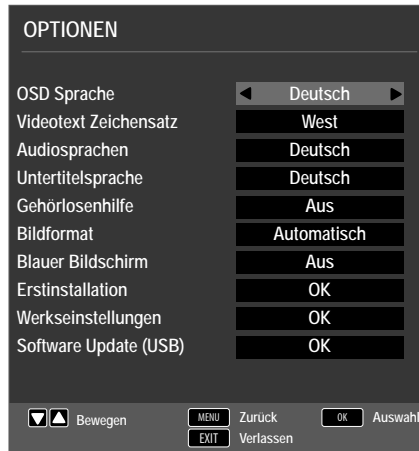 OPTIONEN
OSD Sprache Deutsch
Videotext Zeichensatz West
Audiosprachen Deutsch
Untertitelsprache Deutsch
Gehörlosenhilfe Aus
Bildformat Automatisch
Blauer Bildschirm Aus
Erstinstallation OK
Werkseinstellungen OK
Software Update (USB) OK
Bewegen MENU Zurück OK Auswahl
EXIT Verlassen